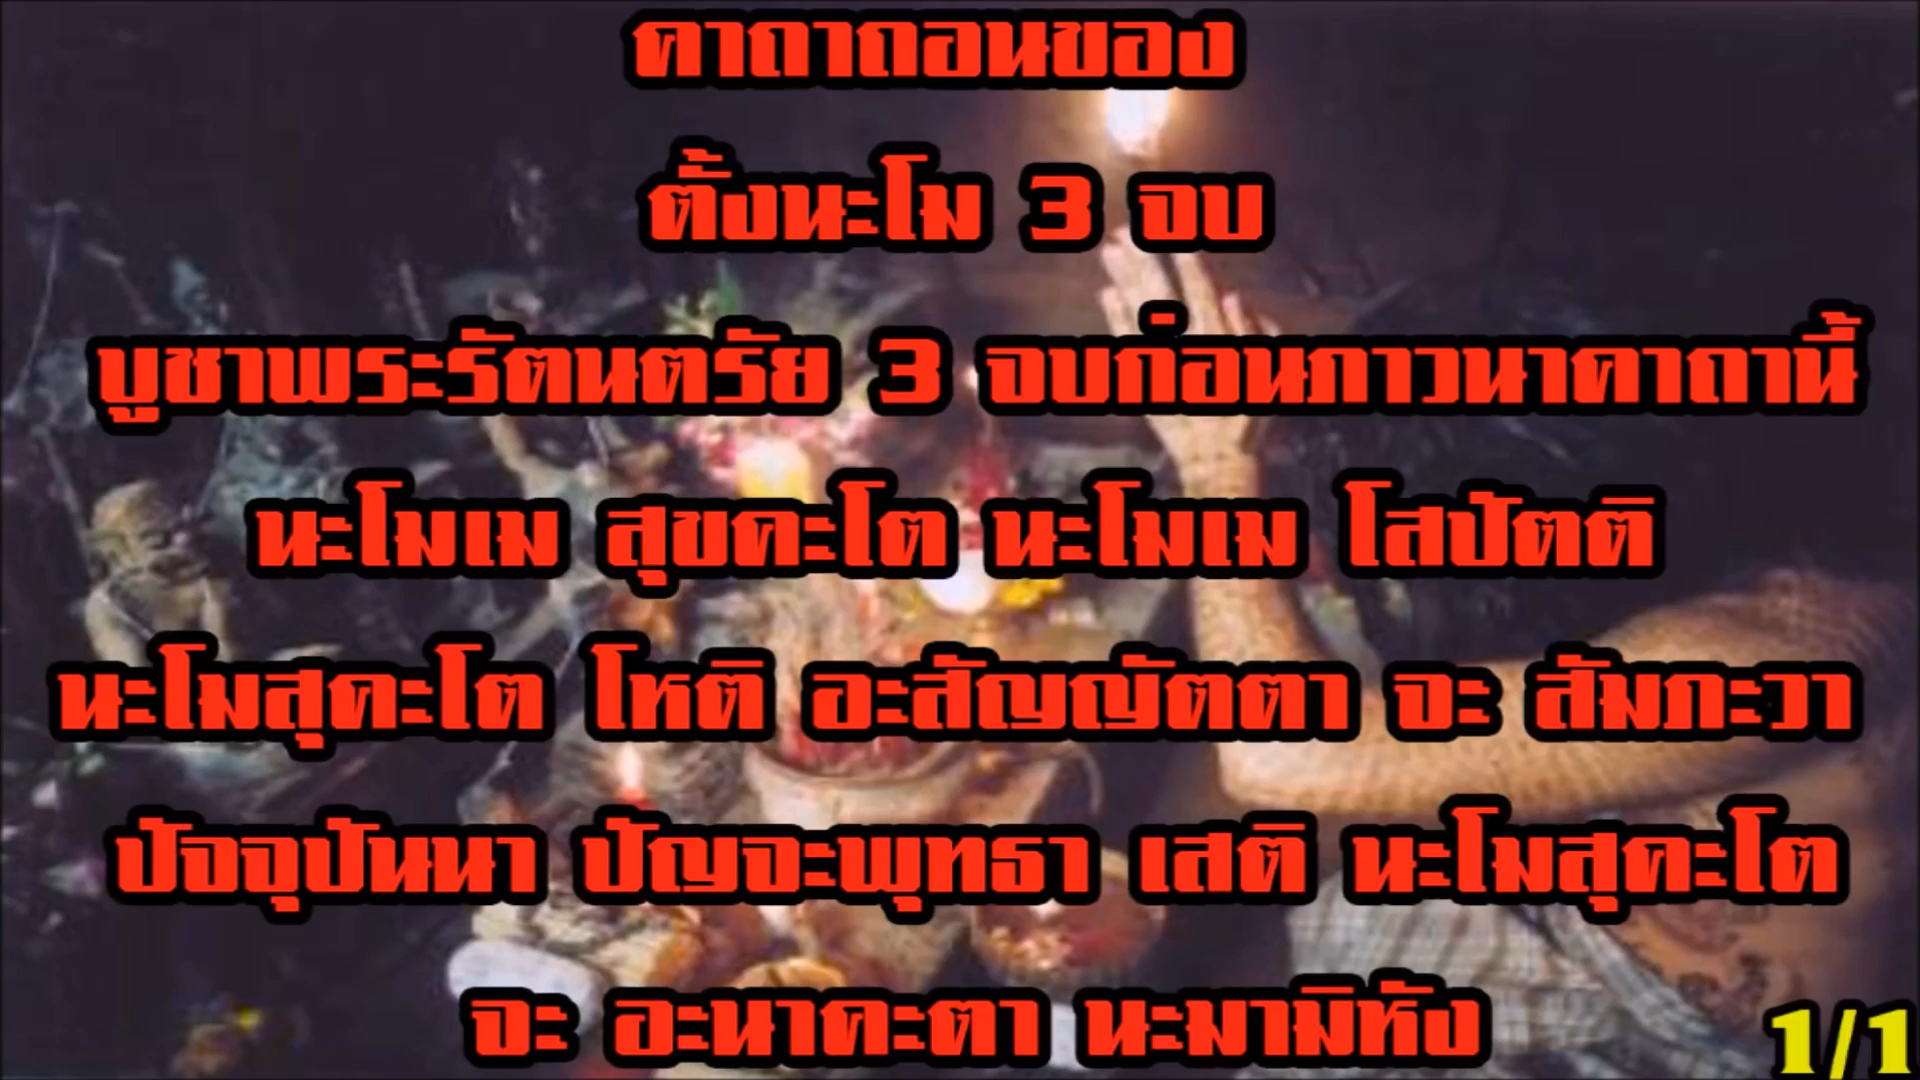 คาถาถอนของ
ตั้งนะโม 3 จบ
บูชาพระรัตนตรัย 3 จบก่อนภาวนาคาถานี้
นะโมเม สุขคะโต นะโมเม โสปัตติ
นะโมสุคะโต โหติ อะสัญญัตตา จะ สัมภะวา
ปัจจุปันนา ปัญจะพุทธา เสติ นะโมสุคะโต
จะ อะนาคะตา นะมามิหัง
1/1